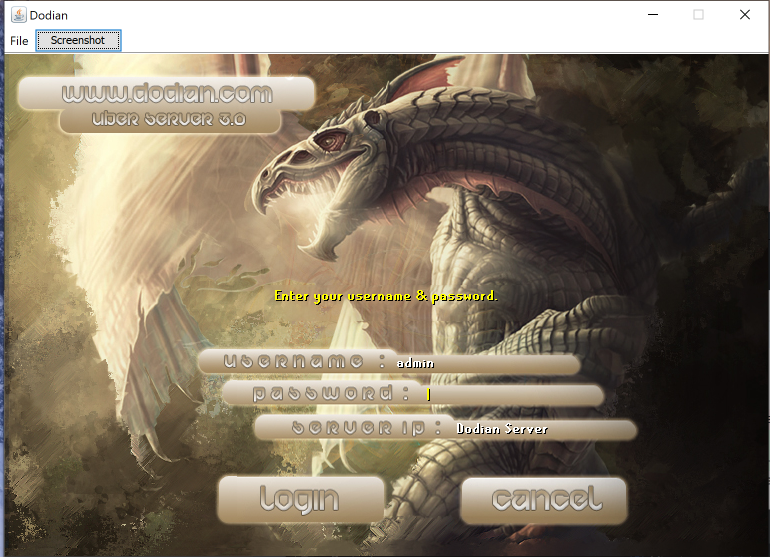 Dodian
File Screenshot
www.dodian.com
uber server 3.0
Enter your username & password.
username : admin
password :
server ip : Dodian Server
login cancel